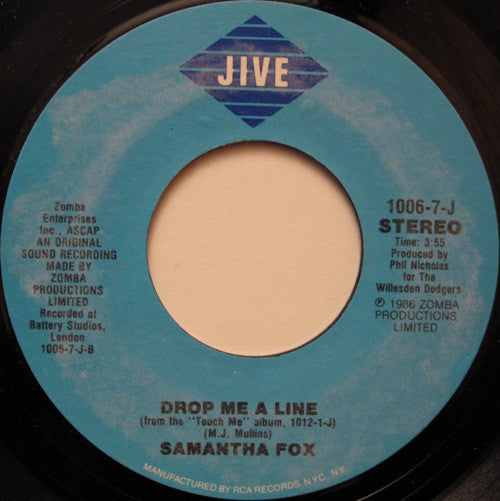 JIVE
Zomba
Enterprises
Inc., ASCAP
AN ORIGINAL
SOUND RECORDING
MADE BY
ZOMBA
PRODUCTIONS
LIMITED
Recorded at
Battery Studios,
London
1006-7-J-B
1006-7-J
STEREO
Time: 3:55
Produced by
Phil Nicholas
for The
Willesden Dodgers
℗ 1986 ZOMBA
PRODUCTIONS
LIMITED
DROP ME A LINE
(from the "Touch Me" album, 1012-1-J)
(M.J. Mullins)
SAMANTHA FOX
MANUFACTURED BY RCA RECORDS, N.Y.C., N.Y.